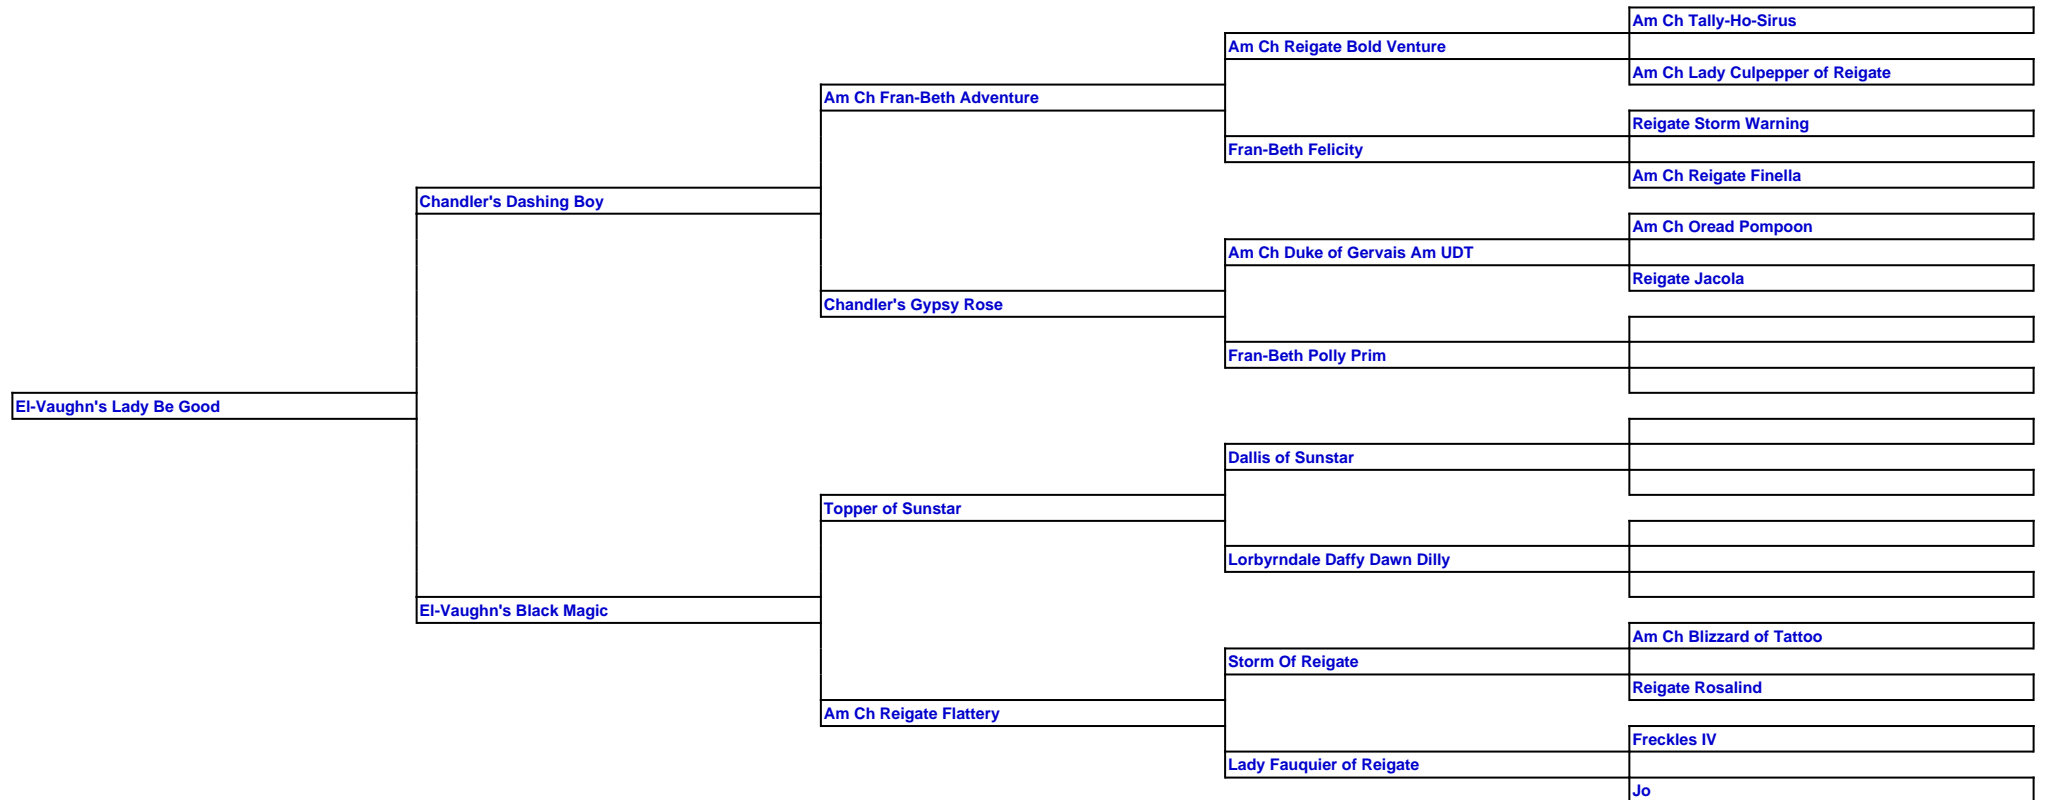 Am Ch Tally-Ho-Sirus
Am Ch Reigate Bold Venture
Am Ch Lady Culpepper of Reigate
Am Ch Fran-Beth Adventure
Reigate Storm Warning
Fran-Beth Felicity
Am Ch Reigate Finella
Chandler's Dashing Boy
Am Ch Oread Pompoon
Am Ch Duke of Gervais Am UDT
Reigate Jacola
Chandler's Gypsy Rose
Fran-Beth Polly Prim
El-Vaughn's Lady Be Good
Dallis of Sunstar
Topper of Sunstar
Lorbyrndale Daffy Dawn Dilly
El-Vaughn's Black Magic
Am Ch Blizzard of Tattoo
Storm Of Reigate
Reigate Rosalind
Am Ch Reigate Flattery
Freckles IV
Lady Fauquier of Reigate
Jo